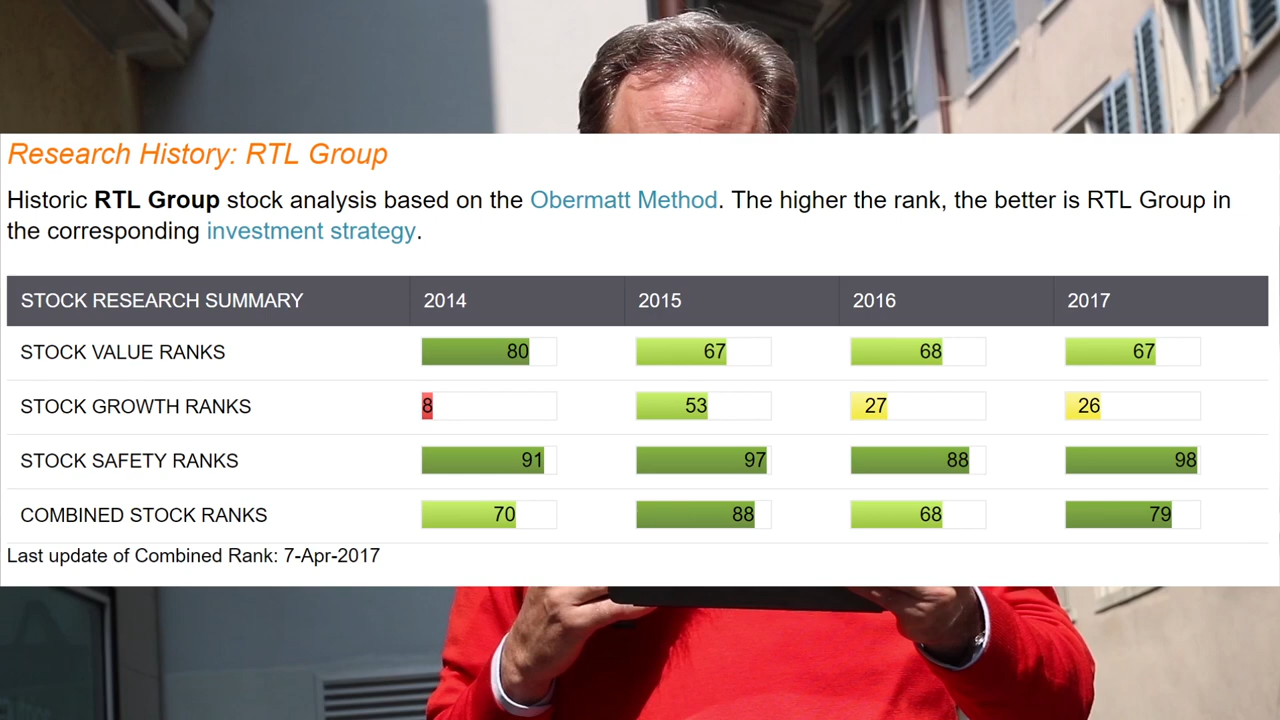 Research History: RTL Group
Historic RTL Group stock analysis based on the Obermatt Method. The higher the rank, the better is RTL Group in
the corresponding investment strategy.
STOCK RESEARCH SUMMARY 2014 2015 2016 2017
STOCK VALUE RANKS 80 67 68 67
STOCK GROWTH RANKS 8 53 27 26
STOCK SAFETY RANKS 91 97 88 98
COMBINED STOCK RANKS 70 88 68 79
Last update of Combined Rank: 7-Apr-2017